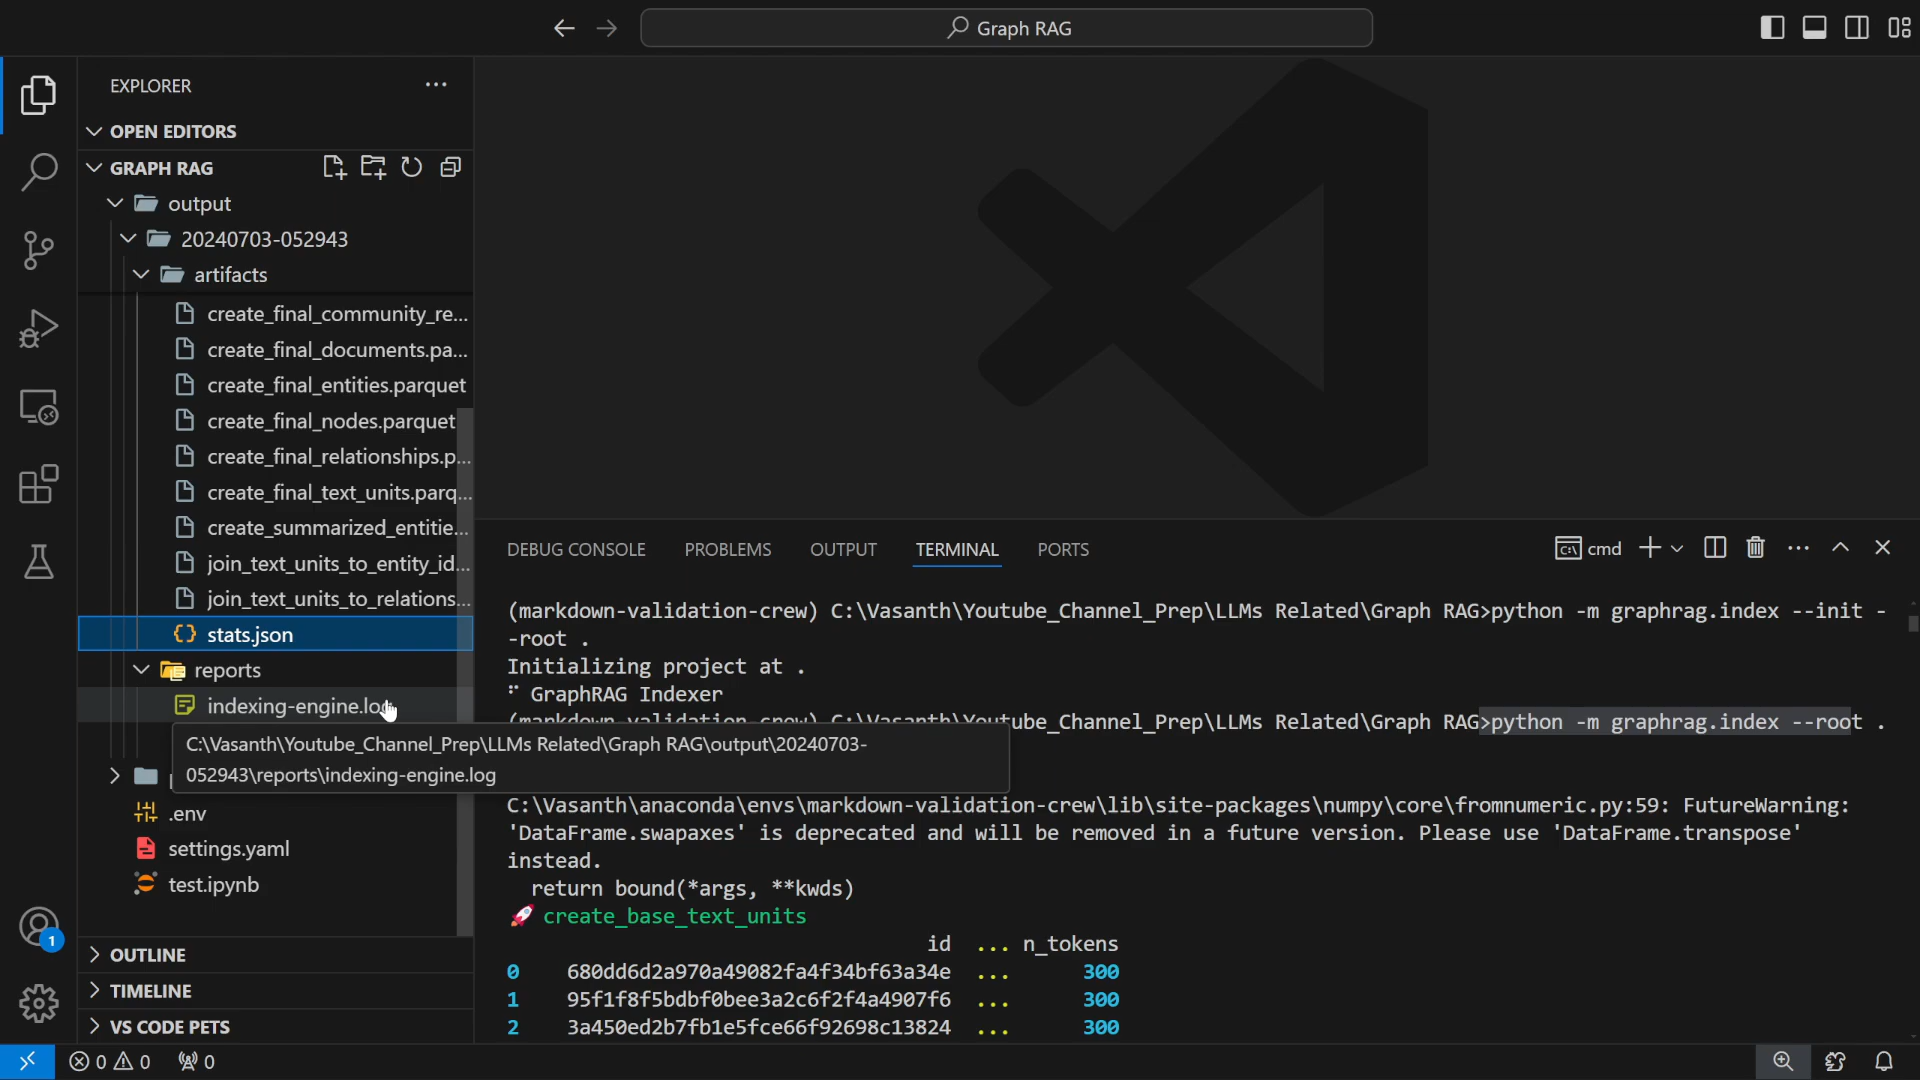 Graph RAG
EXPLORER
OPEN EDITORS
GRAPH RAG
output
20240703-052943
artifacts
create_final_community_re...
create_final_documents.pa...
create_final_entities.parquet
create_final_nodes.parquet
create_final_relationships.p...
create_final_text_units.parq...
create_summarized_entitie...
join_text_units_to_entity_id...
join_text_units_to_relations...
stats.json
reports
indexing-engine.log
C:\Vasanth\Youtube_Channel_Prep\LLMs Related\Graph RAG\output\20240703-
052943\reports\indexing-engine.log
.env
settings.yaml
test.ipynb
OUTLINE
TIMELINE
VS CODE PETS
1
DEBUG CONSOLE PROBLEMS OUTPUT TERMINAL PORTS
cmd
(markdown-validation-crew) C:\Vasanth\Youtube_Channel_Prep\LLMs Related\Graph RAG>python -m graphrag.index --init -
-root .
Initializing project at .
⠋ GraphRAG Indexer
(markdown-validation-crew) C:\Vasanth\Youtube_Channel_Prep\LLMs Related\Graph RAG>python -m graphrag.index --root .
C:\Vasanth\anaconda\envs\markdown-validation-crew\lib\site-packages\numpy\core\fromnumeric.py:59: FutureWarning:
'DataFrame.swapaxes' is deprecated and will be removed in a future version. Please use 'DataFrame.transpose'
instead.
return bound(*args, **kwds)
🚀 create_base_text_units
id ... n_tokens
0 680dd6d2a970a49082fa4f34bf63a34e ... 300
1 95f1f8f5bdbf0bee3a2c6f2f4a4907f6 ... 300
2 3a450ed2b7fb1e5fce66f92698c13824 ... 300
0 0 0